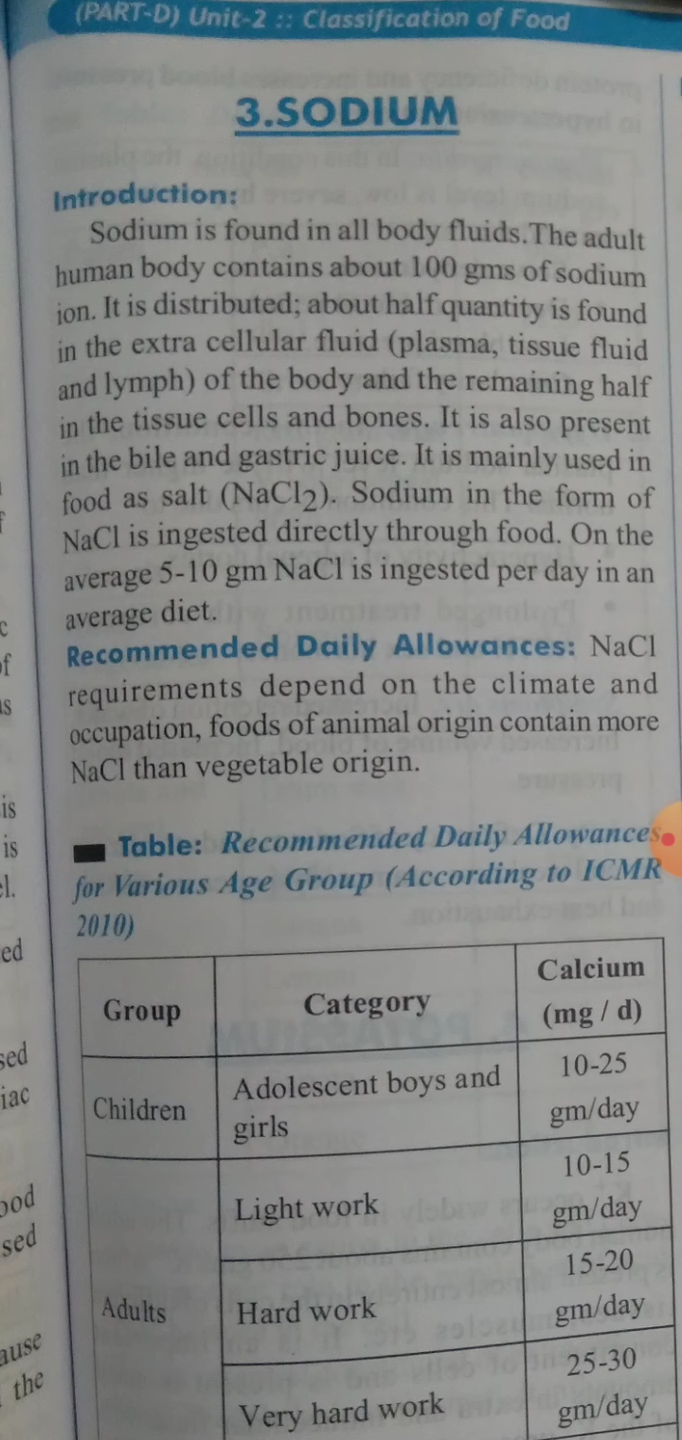 (PART-D) Unit-2 :: Classification of Food
3.SODIUM
Introduction:
Sodium is found in all body fluids.The adult
human body contains about 100 gms of sodium
ion. It is distributed; about half quantity is found
in the extra cellular fluid (plasma, tissue fluid
and lymph) of the body and the remaining half
in the tissue cells and bones. It is also present
in the bile and gastric juice. It is mainly used in
food as salt (NaCl2). Sodium in the form of
NaCl is ingested directly through food. On the
average 5-10 gm NaCl is ingested per day in an
average diet.
Recommended Daily Allowances: NaCl
requirements depend on the climate and
occupation, foods of animal origin contain more
NaCl than vegetable origin.
Table: Recommended Daily Allowances
for Various Age Group (According to ICMR
2010)
Group Category Calcium
(mg / d)
Children Adolescent boys and girls 10-25
gm/day
Adults Light work 10-15
gm/day
Hard work 15-20
gm/day
Very hard work 25-30
gm/day